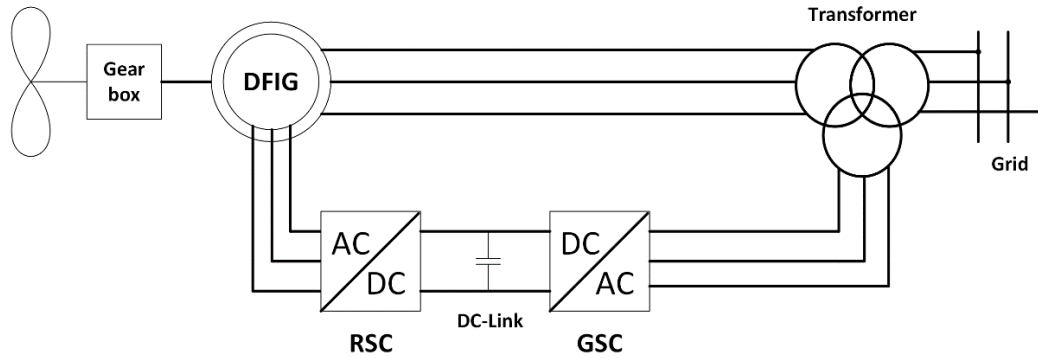 Transformer
Gear
box
DFIG
Grid
AC
DC
DC
AC
DC-Link
RSC
GSC